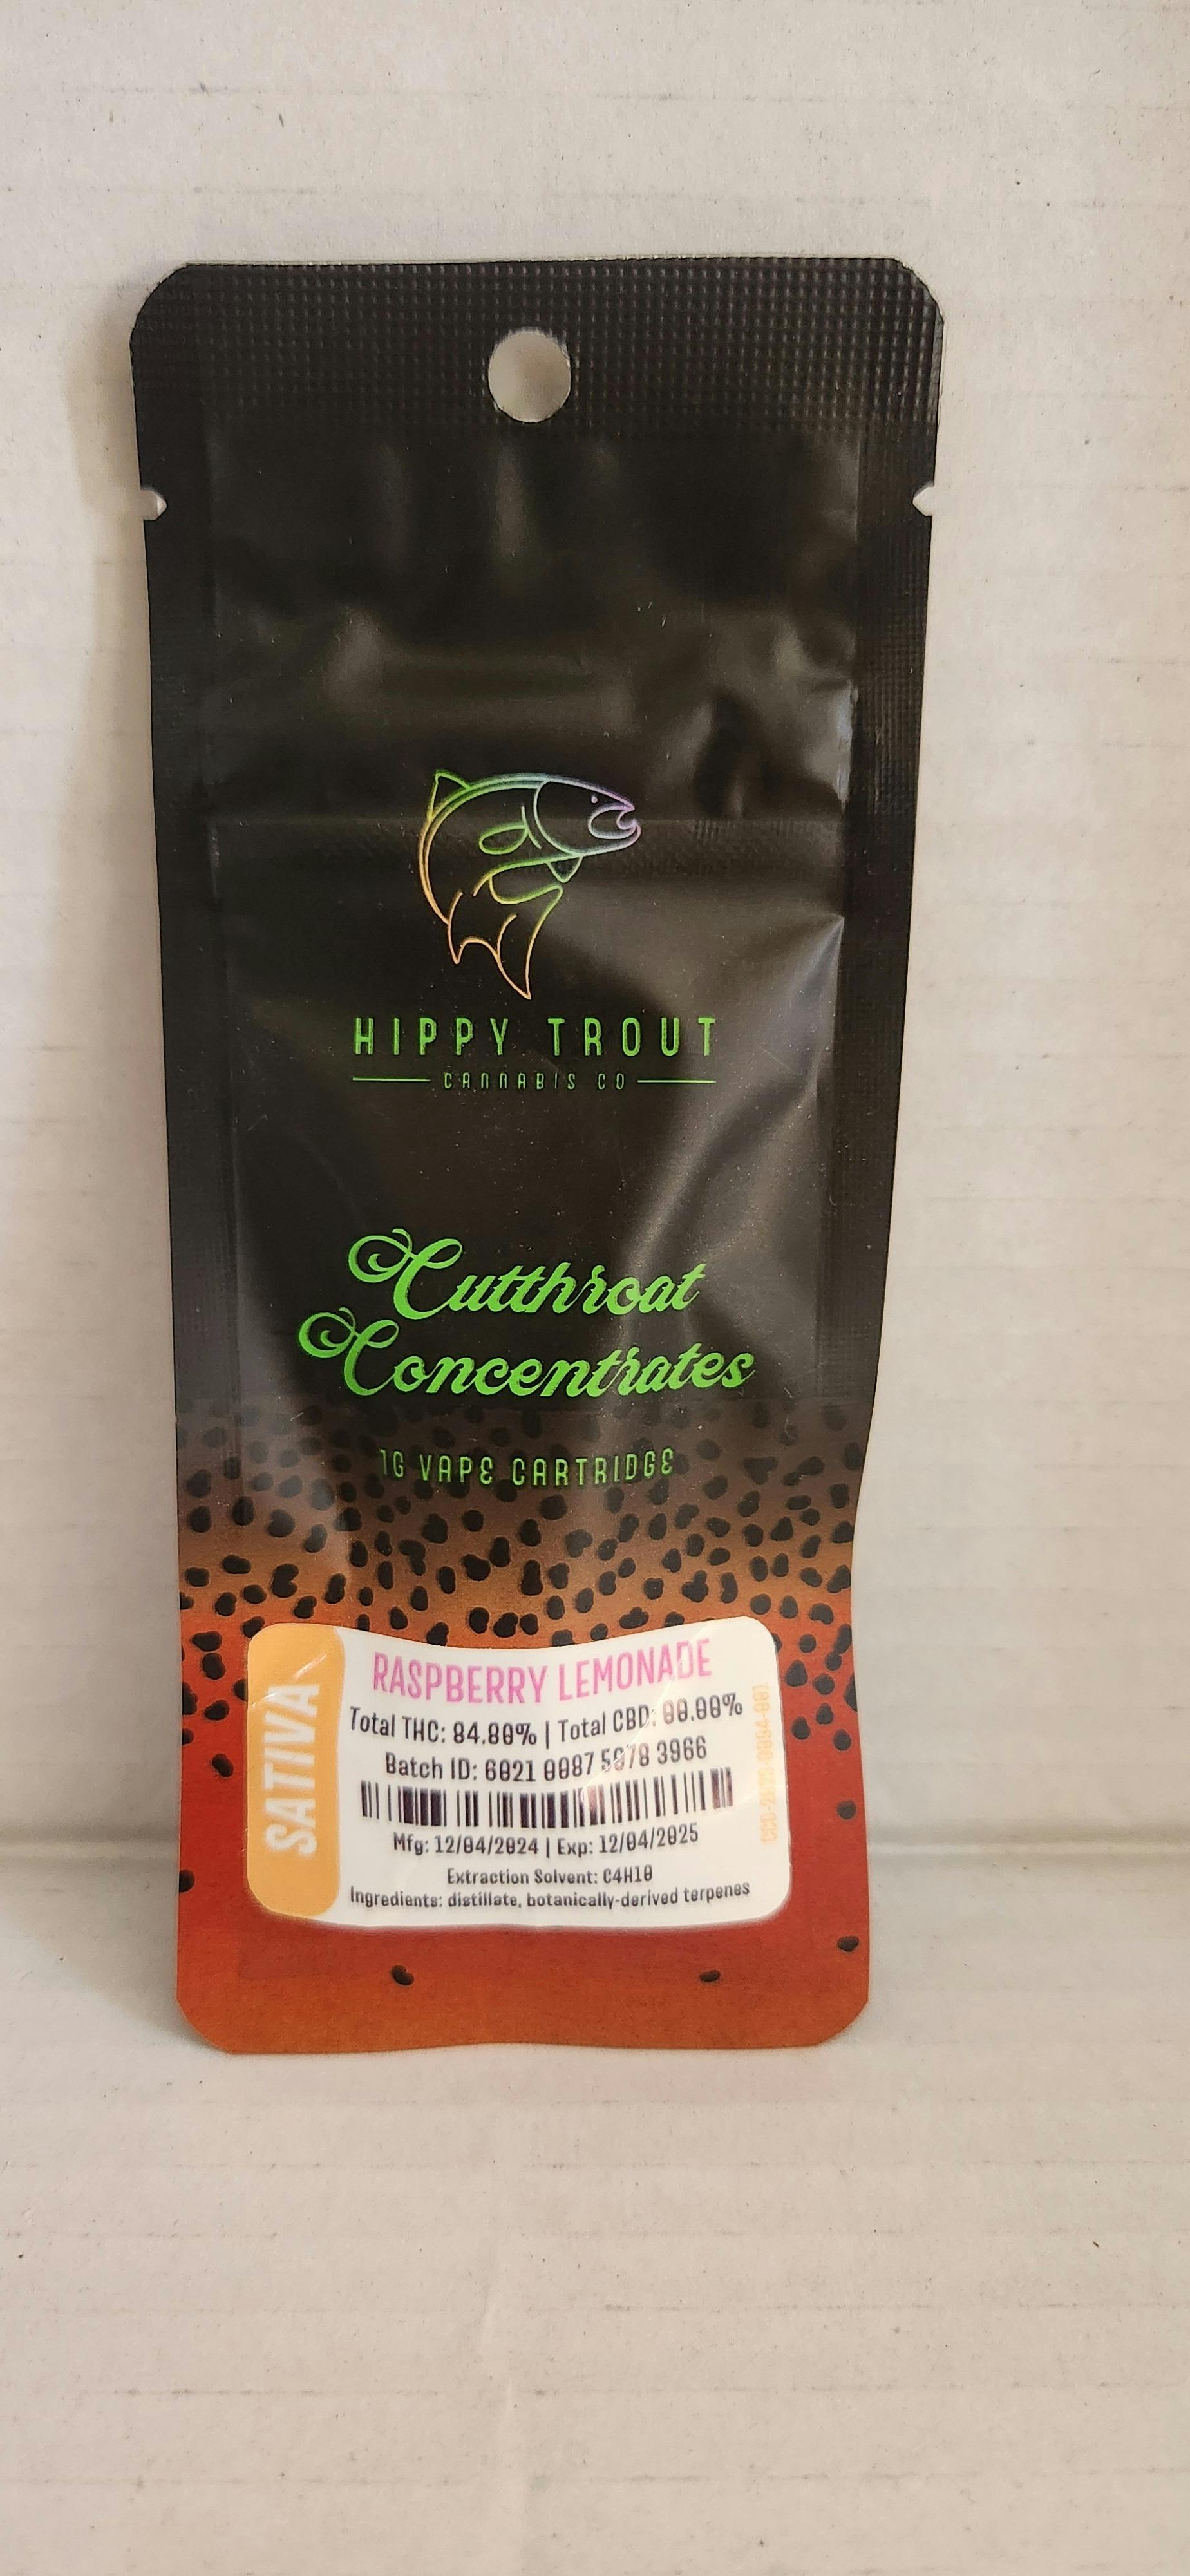 HIPPY TROUT
CANNABIS CO
Cutthroat
Concentrates
1G VAPE CARTRIDGE
SATIVA
RASPBERRY LEMONADE
Total THC: 84.80% | Total CBD: 00.00%
Batch ID: 6021 0087 5078 3966
Mfg: 12/04/2024 | Exp: 12/04/2025
Extraction Solvent: C4H10
Ingredients: distillate, botanically-derived terpenes